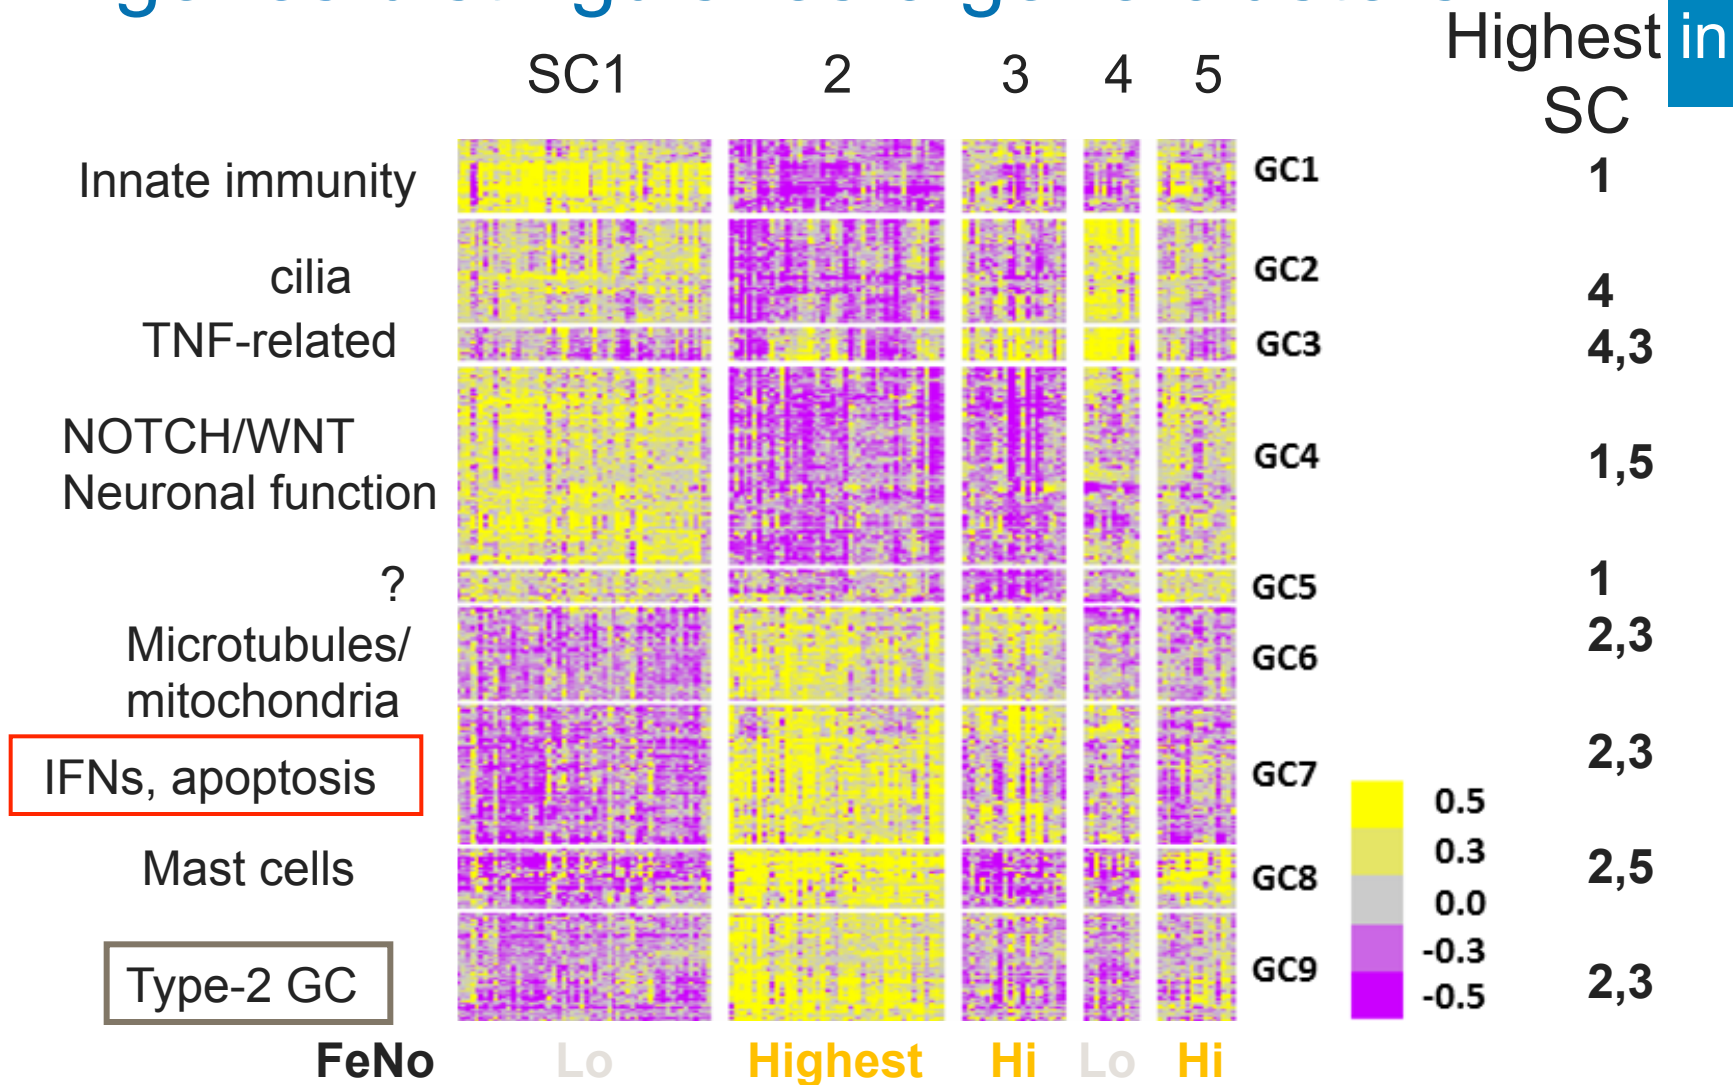 Highest in
SC
SC1 2 3 4 5
Innate immunity GC1 1
cilia GC2 4
TNF-related GC3 4,3
NOTCH/WNT
Neuronal function GC4 1,5
? GC5 1
Microtubules/
mitochondria GC6 2,3
IFNs, apoptosis GC7 2,3
Mast cells GC8 2,5
Type-2 GC GC9 2,3
0.5
0.3
0.0
-0.3
-0.5
FeNo Lo Highest Hi Lo Hi